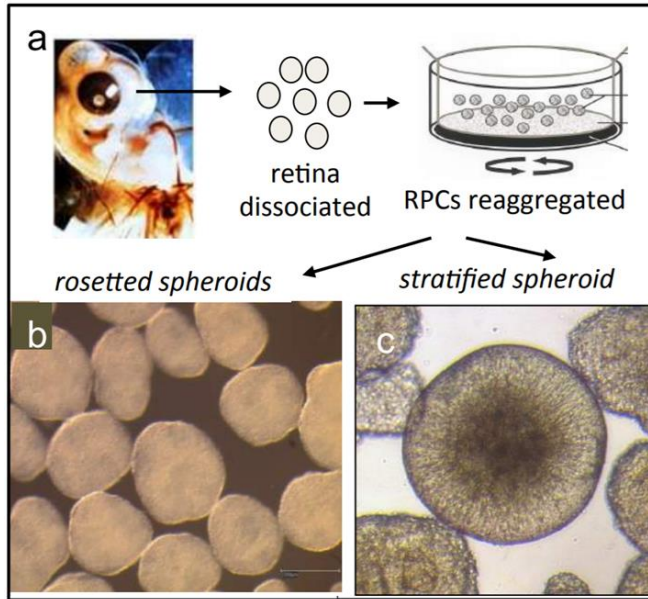 a
retina
dissociated
RPCs reaggregated
rosetted spheroids
stratified spheroid
b
c